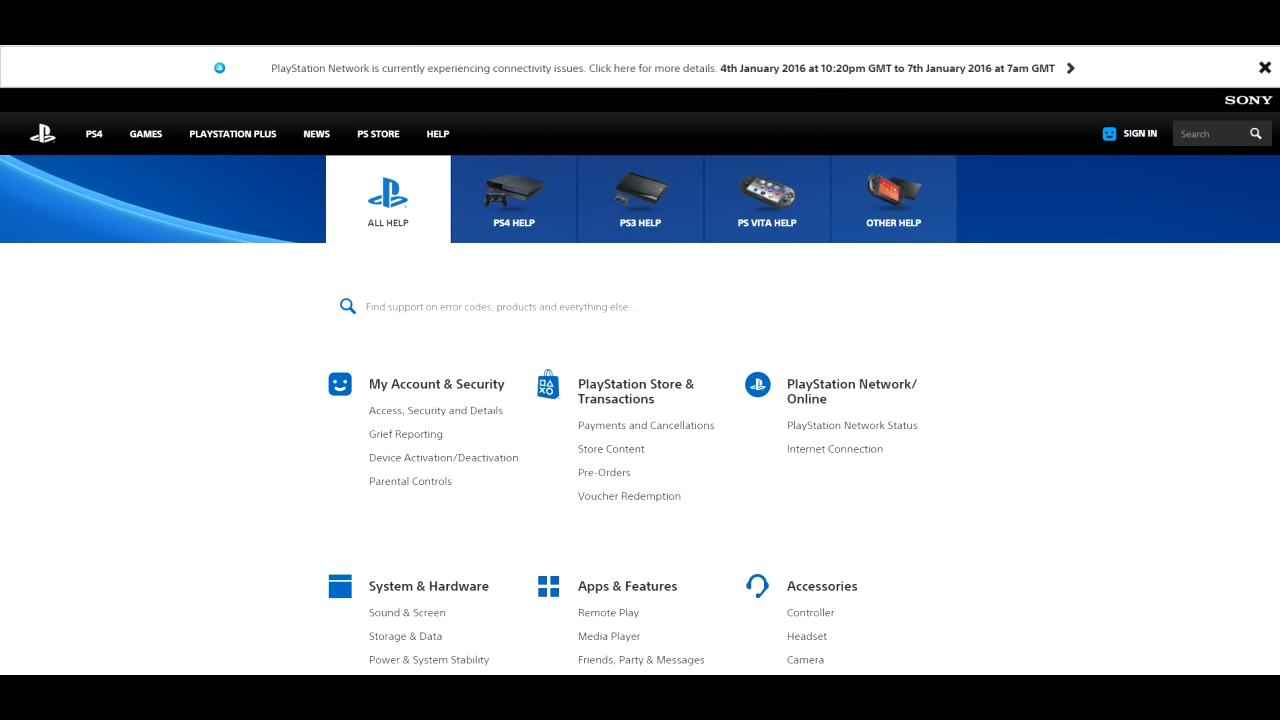 PlayStation Network is currently experiencing connectivity issues. Click here for more details. 4th January 2016 at 10:20pm GMT to 7th January 2016 at 7am GMT
SONY
PS4 GAMES PLAYSTATION PLUS NEWS PS STORE HELP SIGN IN Search
ALL HELP PS4 HELP PS3 HELP PS VITA HELP OTHER HELP
Find support on error codes, products and everything else...
My Account & Security
Access, Security and Details
Grief Reporting
Device Activation/Deactivation
Parental Controls
PlayStation Store &
Transactions
Payments and Cancellations
Store Content
Pre-Orders
Voucher Redemption
PlayStation Network/
Online
PlayStation Network Status
Internet Connection
System & Hardware
Sound & Screen
Storage & Data
Power & System Stability
Apps & Features
Remote Play
Media Player
Friends, Party & Messages
Accessories
Controller
Headset
Camera